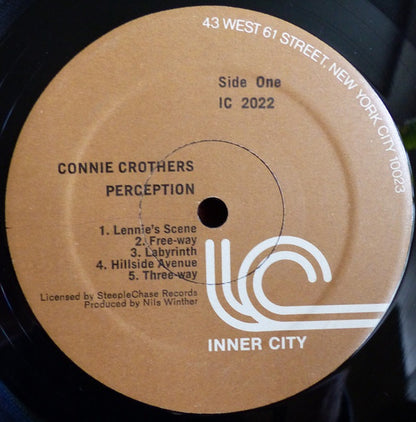 43 WEST 61 STREET, NEW YORK CITY 10023
Side One
IC 2022
CONNIE CROTHERS
PERCEPTION
1. Lennie's Scene
2. Free-way
3. Labyrinth
4. Hillside Avenue
5. Three-way
Licensed by SteepleChase Records
Produced by Nils Winther
IC
INNER CITY